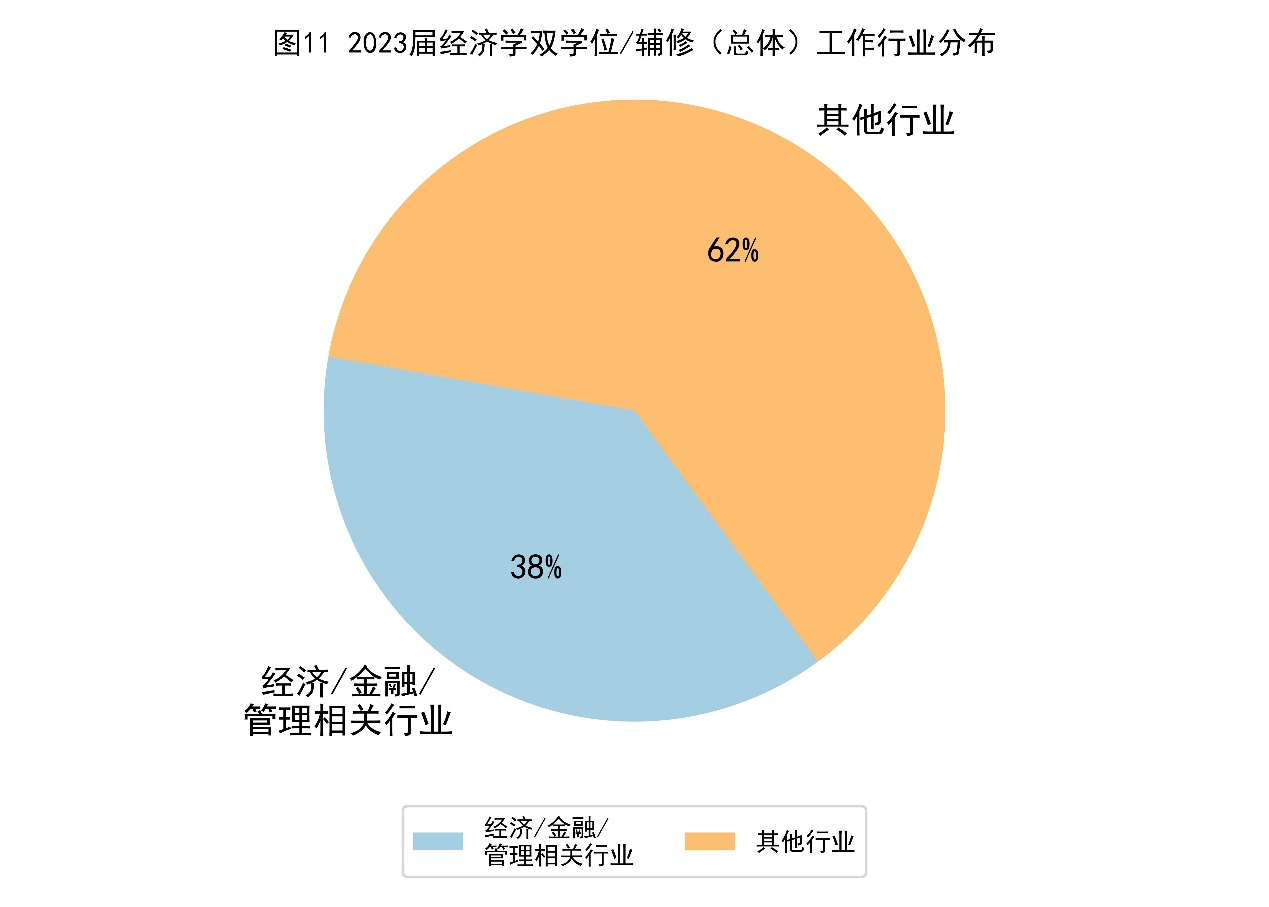 图11 2023届经济学双学位/辅修（总体）工作行业分布
其他行业
62%
38%
经济/金融/
管理相关行业
经济/金融/
管理相关行业
其他行业